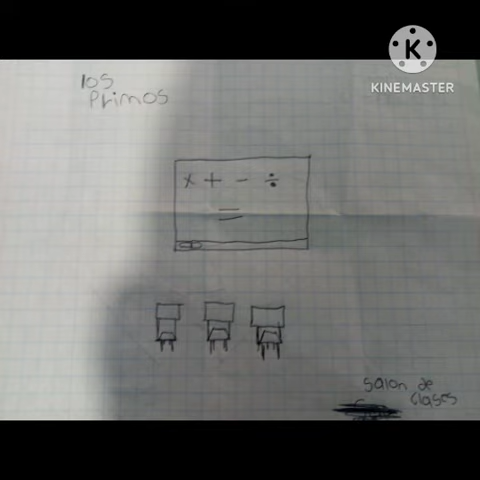 los
Primos
K
KINEMASTER
x + - ÷
=
Salon de
Clases